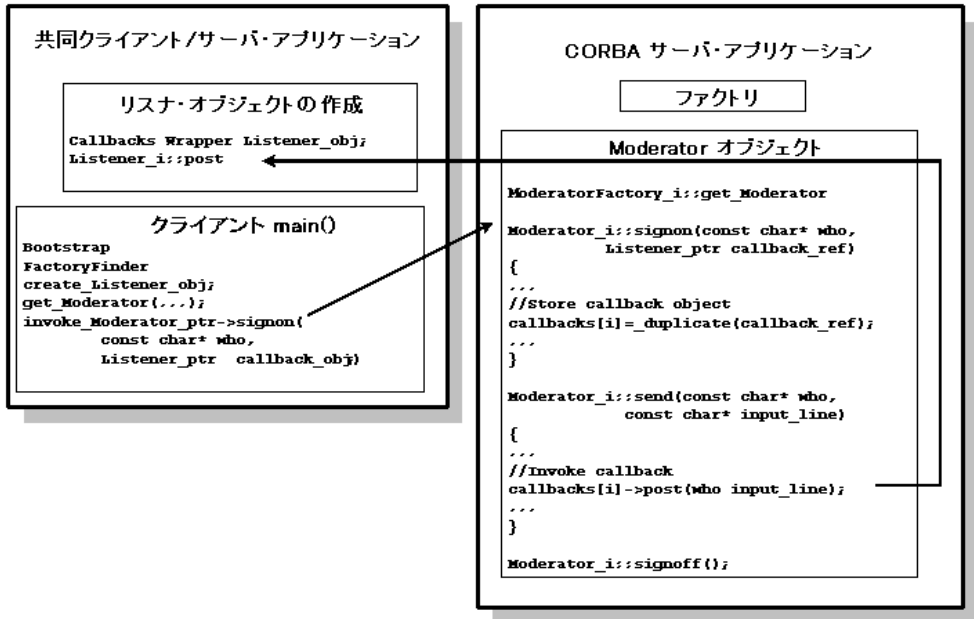 共同クライアント/サーバ・アプリケーション
リスナ・オブジェクトの作成
Callbacks Wrapper Listener_obj;
Listener_i::post
クライアント main()
Bootstrap
FactoryFinder
create_Listener_obj;
get_Moderator(...);
invoke_Moderator_ptr->signon(
const char* who,
Listener_ptr callback_obj)
CORBA サーバ・アプリケーション
ファクトリ
Moderator オブジェクト
ModeratorFactory_i::get_Moderator
Moderator_i::signon(const char* who,
Listener_ptr callback_ref)
{
...
//Store callback object
callbacks[i]=_duplicate(callback_ref);
...
}
Moderator_i::send(const char* who,
const char* input_line)
{
...
//Invoke callback
callbacks[i]->post(who input_line);
...
}
Moderator_i::signoff();